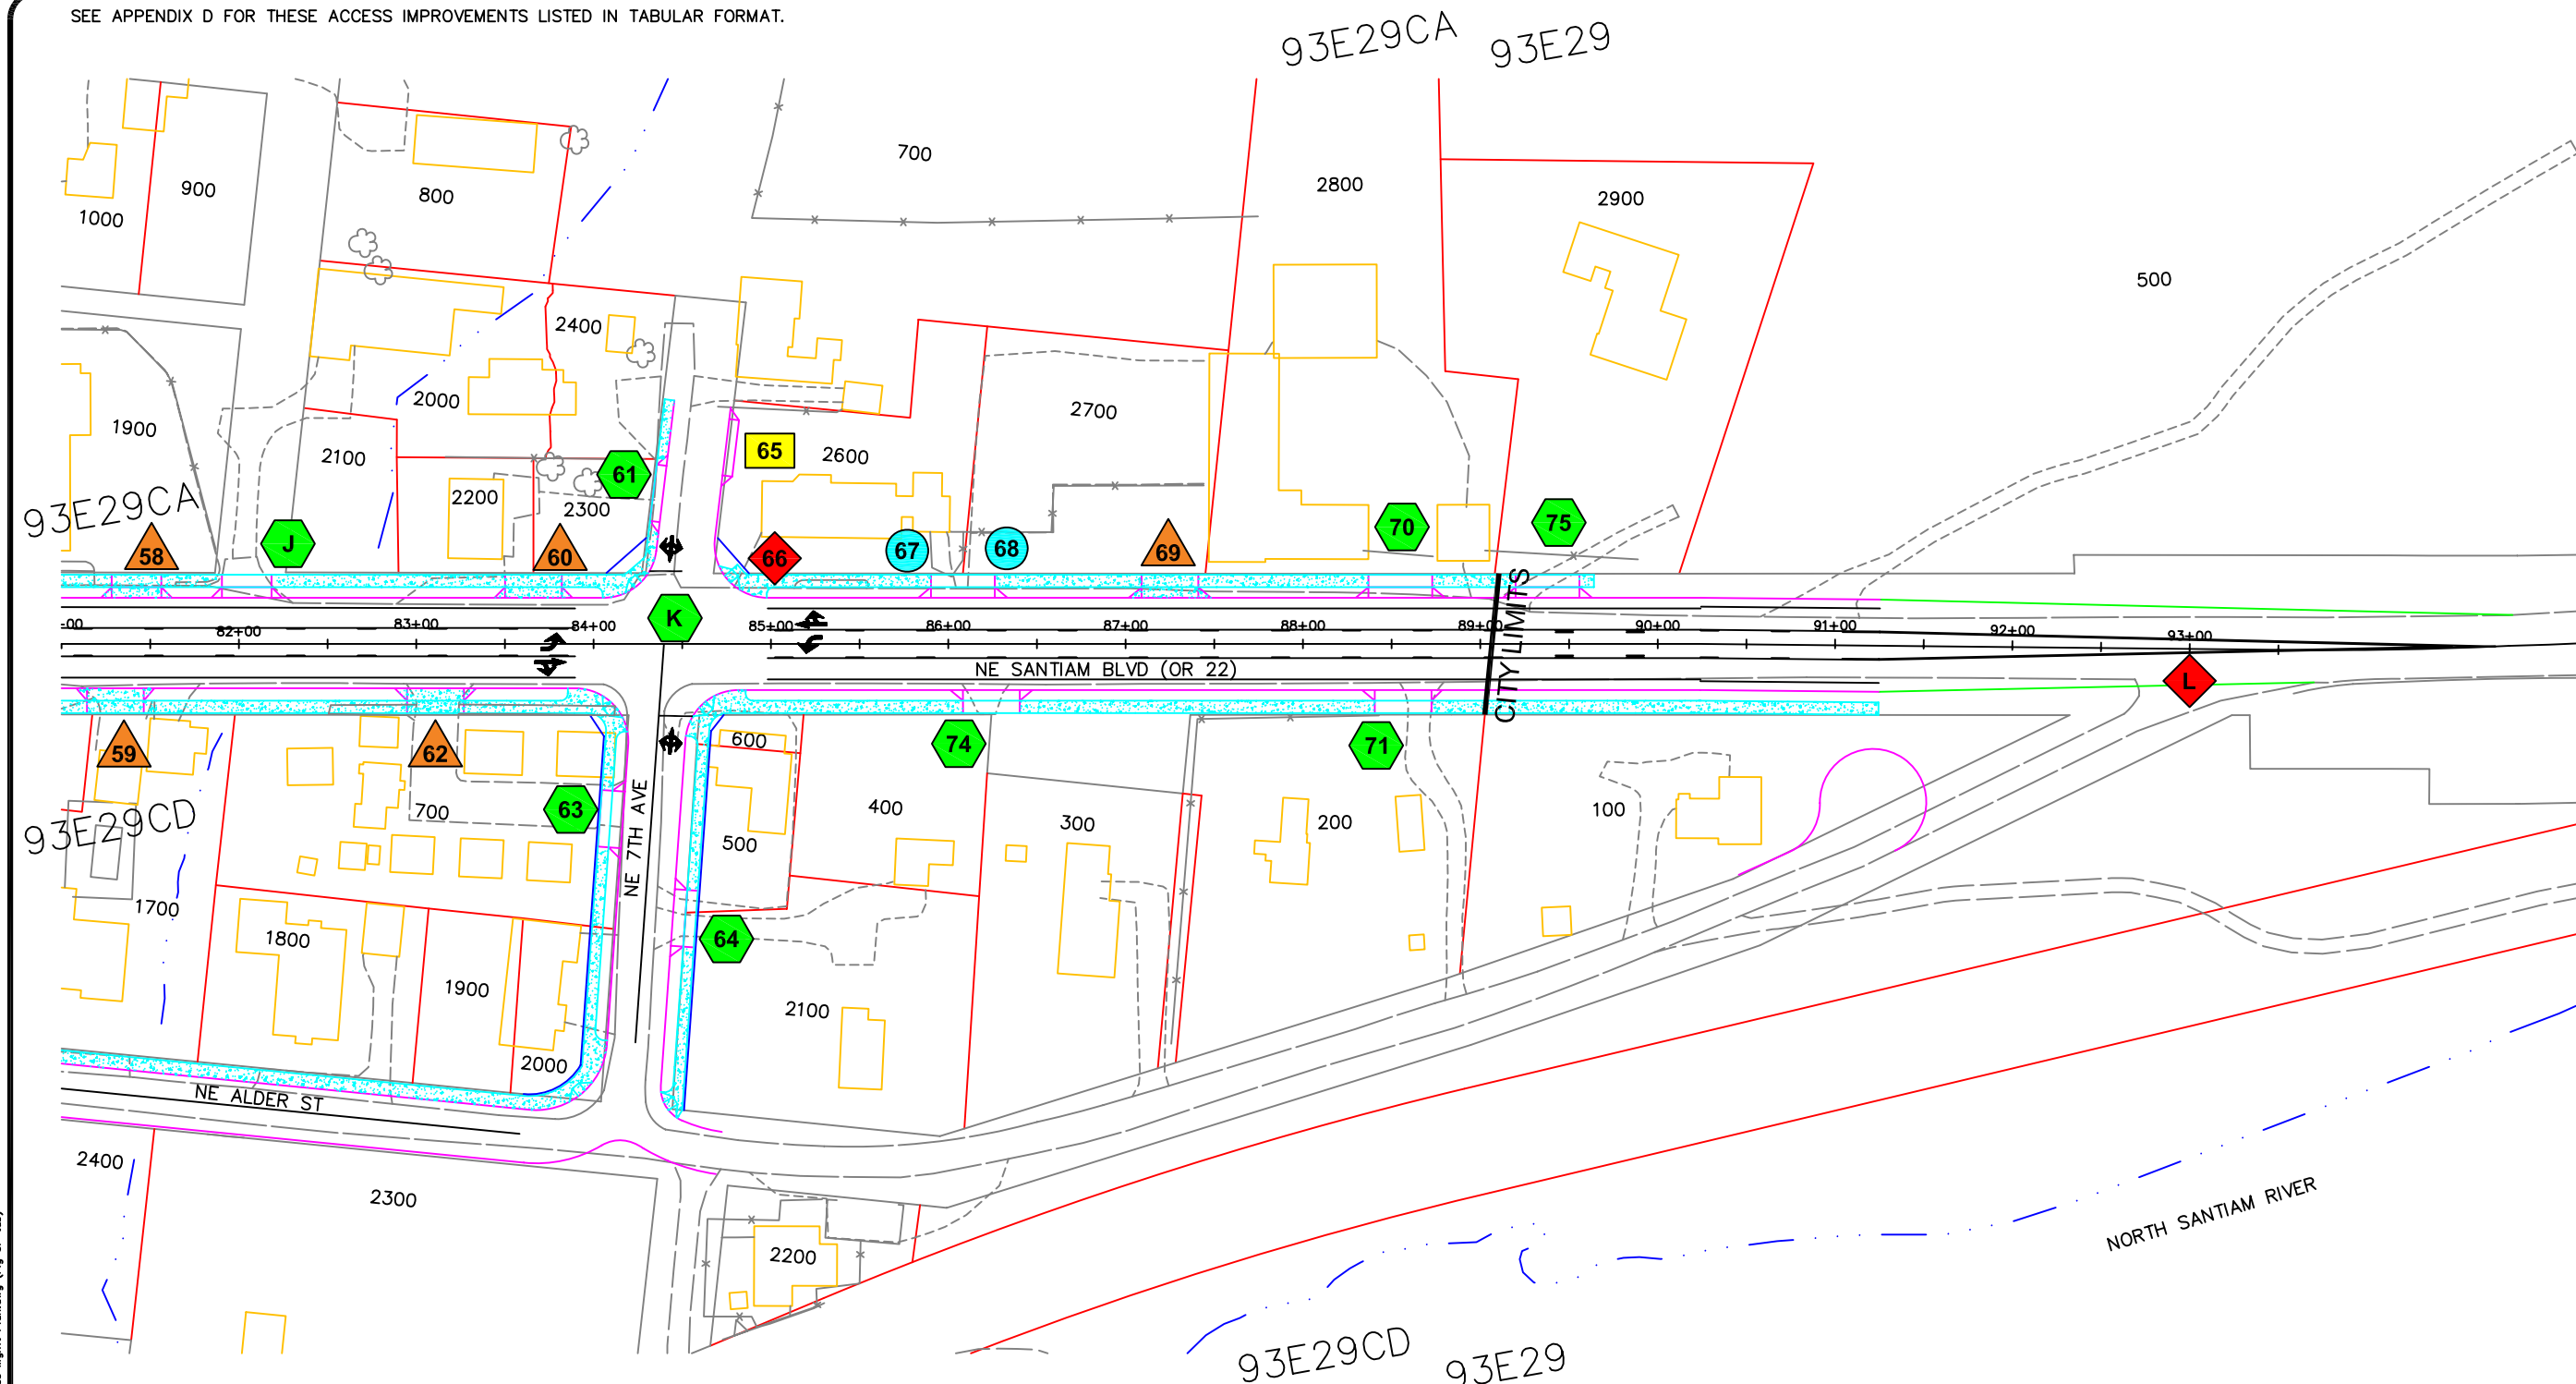 SEE APPENDIX D FOR THESE ACCESS IMPROVEMENTS LISTED IN TABULAR FORMAT.
93E29CA 93E29
700
900
800
2800
2900
1000
500
2400
2000
2700
1900
2100
65 2600
61
2200
2300
93E29CA
58 J 60 66 67 68 69 70 75
CITY LIMITS
K
82+00 83+00 84+00 85+00 86+00 87+00 88+00 89+00 90+00 91+00 92+00 93+00
NE SANTIAM BLVD (OR 22)
L
59 62 600 74 71
93E29CD
700 63 NE 7TH AVE 500 400 300 200 100
1700
1800 64
1900 2100
2000
NE ALDER ST
2400
2300
2200
NORTH SANTIAM RIVER
93E29CD 93E29